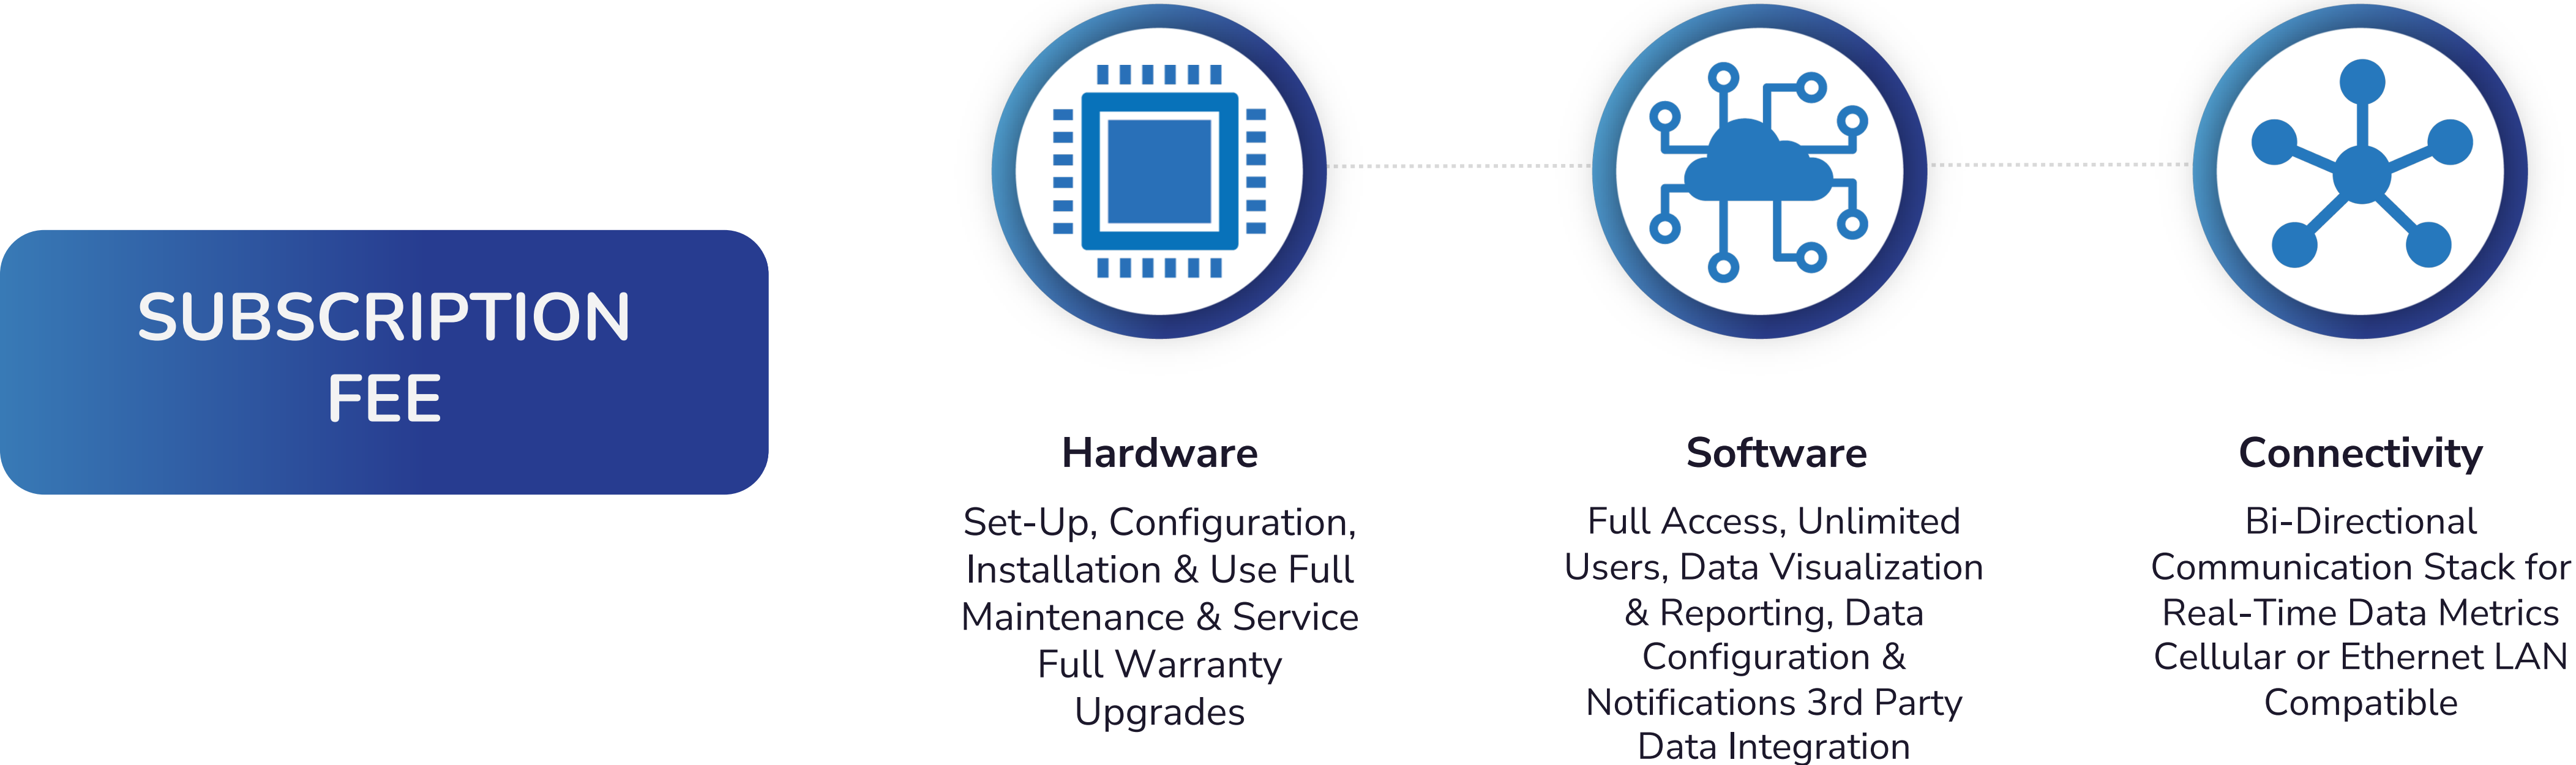 SUBSCRIPTION
FEE
Hardware
Set-Up, Configuration,
Installation & Use Full
Maintenance & Service
Full Warranty
Upgrades
Software
Full Access, Unlimited
Users, Data Visualization
& Reporting, Data
Configuration &
Notifications 3rd Party
Data Integration
Connectivity
Bi-Directional
Communication Stack for
Real-Time Data Metrics
Cellular or Ethernet LAN
Compatible